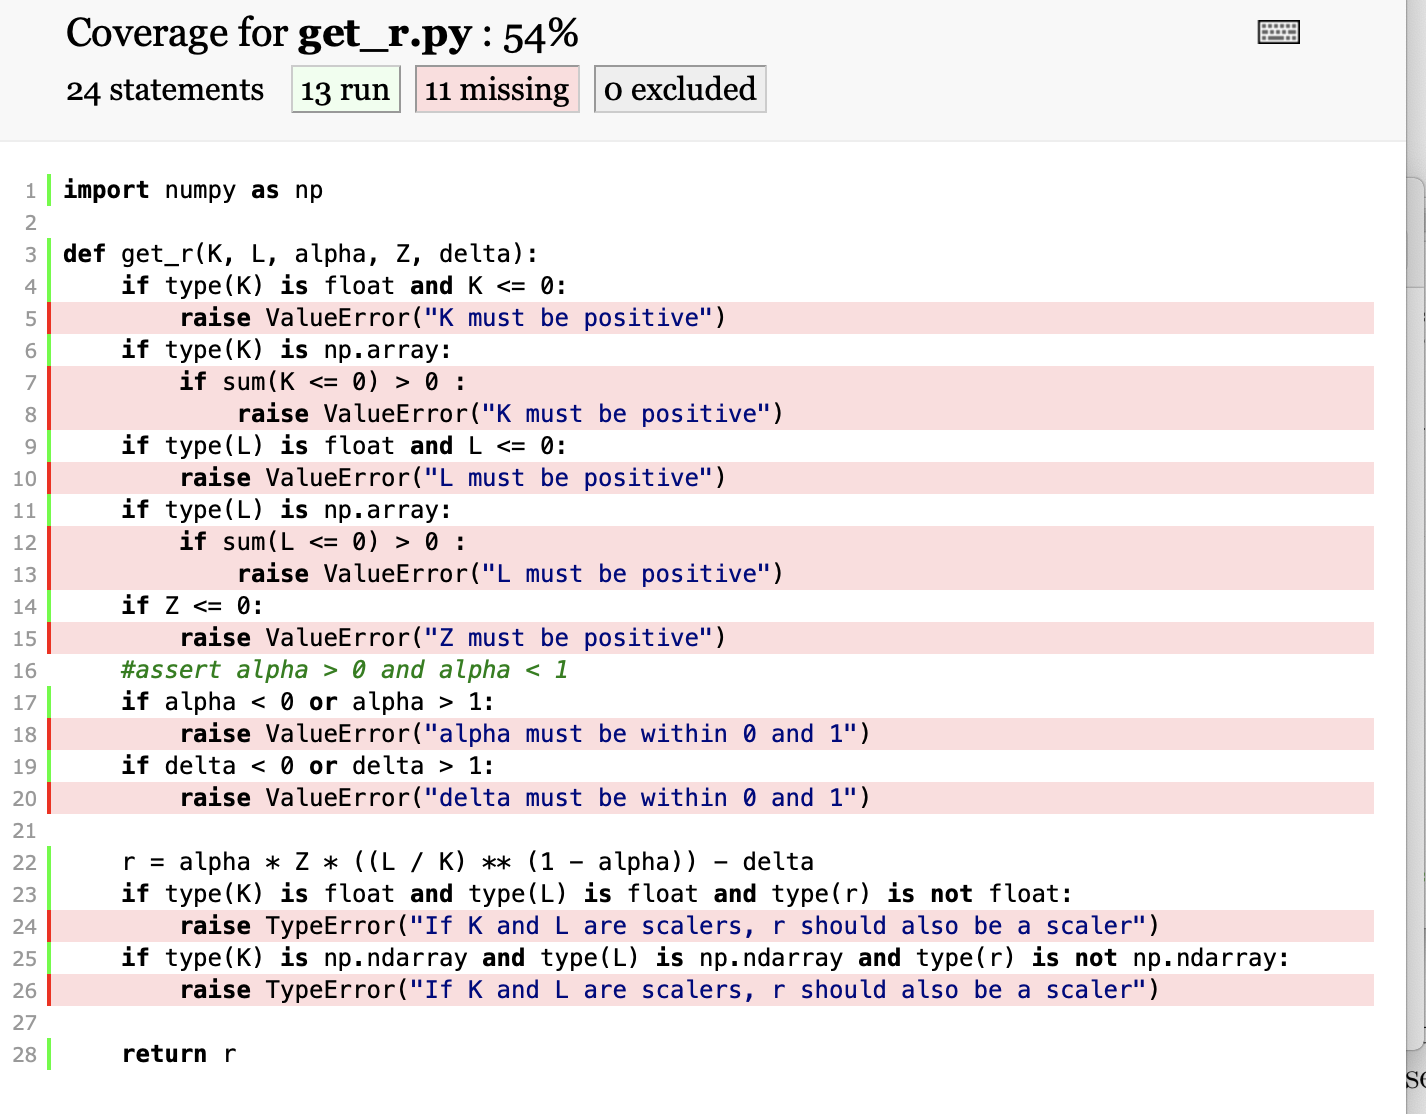 Coverage for get_r.py : 54%
24 statements 13 run 11 missing 0 excluded
1 import numpy as np
2
3 def get_r(K, L, alpha, Z, delta):
4     if type(K) is float and K <= 0:
5         raise ValueError("K must be positive")
6     if type(K) is np.array:
7         if sum(K <= 0) > 0 :
8             raise ValueError("K must be positive")
9     if type(L) is float and L <= 0:
10         raise ValueError("L must be positive")
11     if type(L) is np.array:
12         if sum(L <= 0) > 0 :
13             raise ValueError("L must be positive")
14     if Z <= 0:
15         raise ValueError("Z must be positive")
16     #assert alpha > 0 and alpha < 1
17     if alpha < 0 or alpha > 1:
18         raise ValueError("alpha must be within 0 and 1")
19     if delta < 0 or delta > 1:
20         raise ValueError("delta must be within 0 and 1")
21
22     r = alpha * Z * ((L / K) ** (1 - alpha)) - delta
23     if type(K) is float and type(L) is float and type(r) is not float:
24         raise TypeError("If K and L are scalers, r should also be a scaler")
25     if type(K) is np.ndarray and type(L) is np.ndarray and type(r) is not np.ndarray:
26         raise TypeError("If K and L are scalers, r should also be a scaler")
27
28     return r